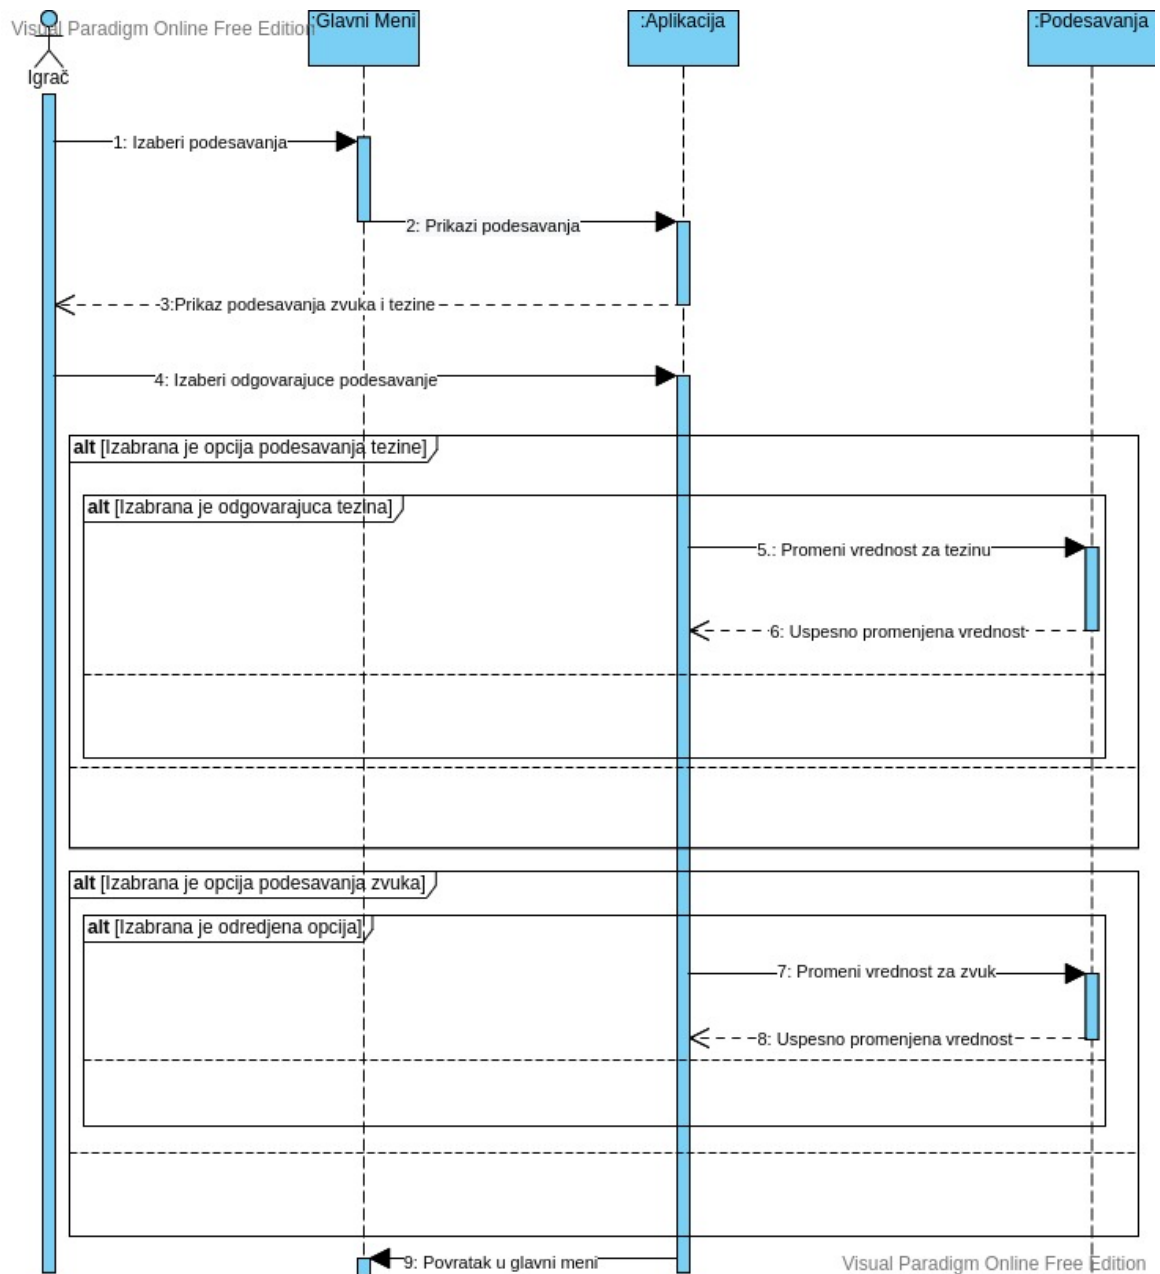 Visual Paradigm Online Free Edition
:Glavni Meni
:Aplikacija
:Podesavanja
Igrač
1: Izaberi podesavanja
2: Prikazi podesavanja
3:Prikaz podesavanja zvuka i tezine
4: Izaberi odgovarajuce podesavanje
alt [Izabrana je opcija podesavanja tezine]
alt [Izabrana je odgovarajuca tezina]
5.: Promeni vrednost za tezinu
6: Uspesno promenjena vrednost
alt [Izabrana je opcija podesavanja zvuka]
alt [Izabrana je odredjena opcija]
7: Promeni vrednost za zvuk
8: Uspesno promenjena vrednost
9: Povratak u glavni meni
Visual Paradigm Online Free Edition